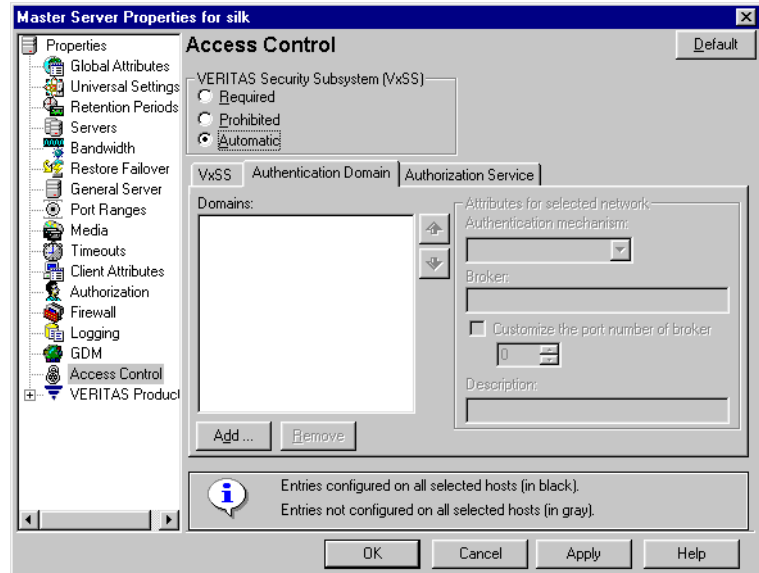 Master Server Properties for silk
Properties
Global Attributes
Universal Settings
Retention Periods
Servers
Bandwidth
Restore Failover
General Server
Port Ranges
Media
Timeouts
Client Attributes
Authorization
Firewall
Logging
GDM
Access Control
VERITAS Product
Access Control
Default
VERITAS Security Subsystem (VxSS)
Required
Prohibited
Automatic
VxSS Authentication Domain Authorization Service
Domains:
Attributes for selected network
Authentication mechanism:
Broker:
Customize the port number of broker
0
Description:
Add ... Remove
Entries configured on all selected hosts (in black).
Entries not configured on all selected hosts (in gray).
OK Cancel Apply Help